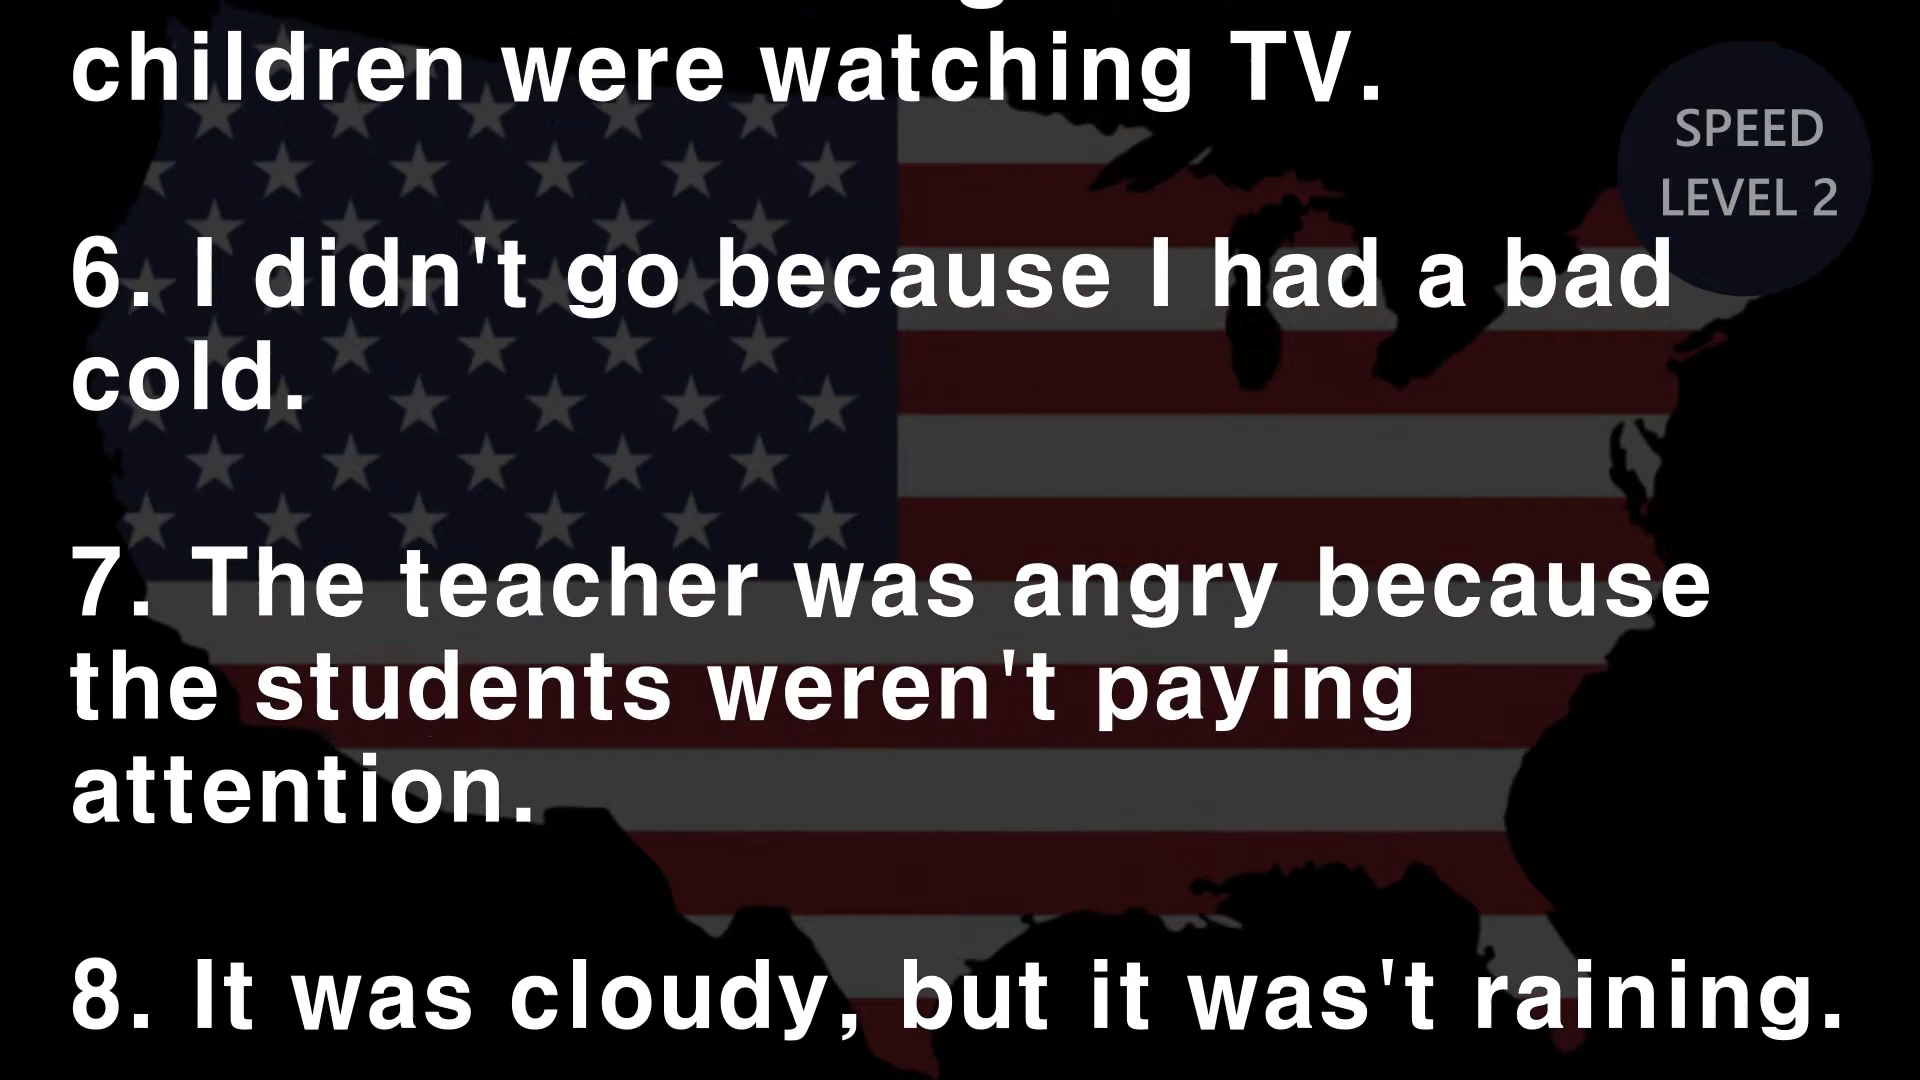 children were watching TV.
SPEED
LEVEL 2
6. I didn't go because I had a bad
cold.
7. The teacher was angry because
the students weren't paying
attention.
8. It was cloudy, but it was't raining.